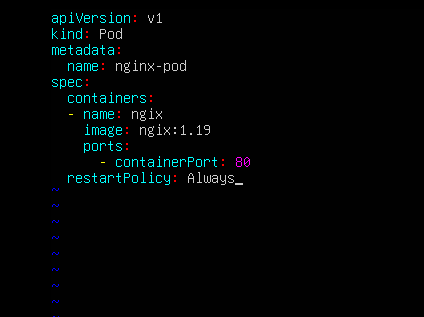 apiVersion: v1
kind: Pod
metadata:
  name: nginx-pod
spec:
  containers:
  - name: ngix
    image: ngix:1.19
    ports:
      - containerPort: 80
  restartPolicy: Always_
~
~
~
~
~
~
~
~
~